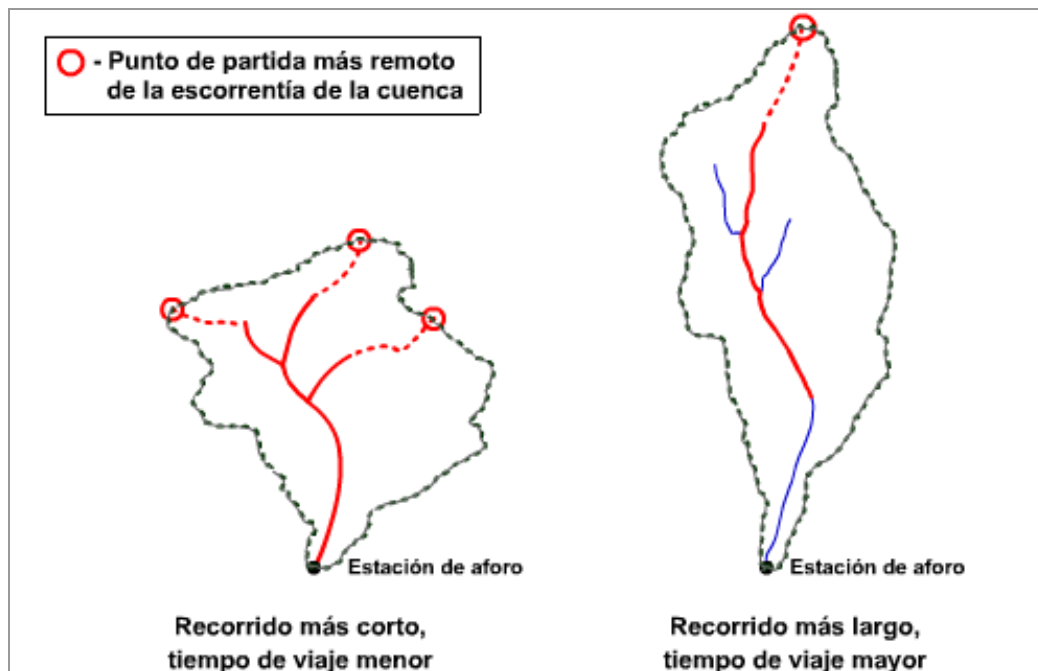 - Punto de partida más remoto
de la escorrentía de la cuenca
Estación de aforo
Estación de aforo
Recorrido más corto,
tiempo de viaje menor
Recorrido más largo,
tiempo de viaje mayor